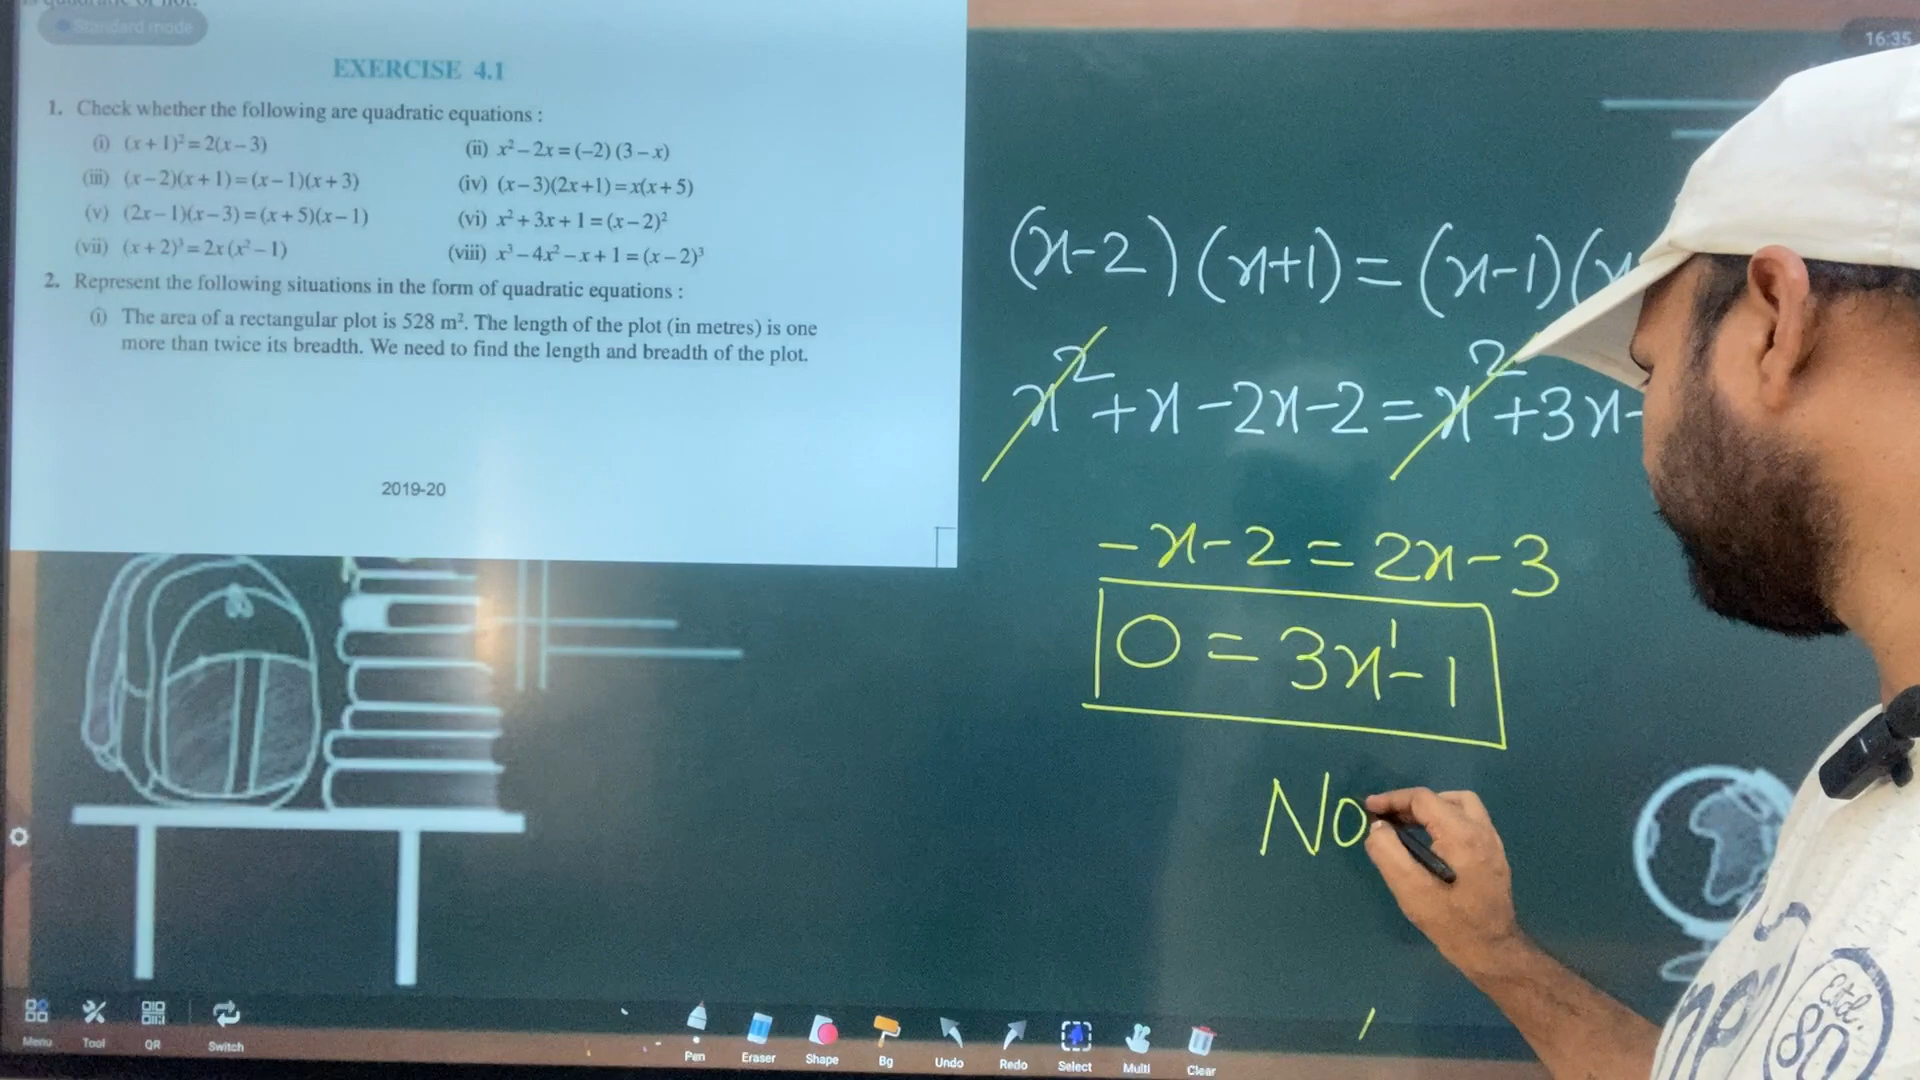 Standard mode
16:35
EXERCISE 4.1
1. Check whether the following are quadratic equations :
(i) (x + 1)² = 2(x – 3)
(ii) x² – 2x = (–2) (3 – x)
(iii) (x – 2)(x + 1) = (x – 1)(x + 3)
(iv) (x – 3)(2x + 1) = x(x + 5)
(v) (2x – 1)(x – 3) = (x + 5)(x – 1)
(vi) x² + 3x + 1 = (x – 2)²
(vii) (x + 2)³ = 2x (x² – 1)
(viii) x³ – 4x² – x + 1 = (x – 2)³
2. Represent the following situations in the form of quadratic equations :
(i) The area of a rectangular plot is 528 m². The length of the plot (in metres) is one
more than twice its breadth. We need to find the length and breadth of the plot.
2019-20
(x-2) (x+1) = (x-1) (x
x² + x - 2x - 2 = x² + 3x -
-x - 2 = 2x - 3
0 = 3x¹ - 1
No
Menu
Tool
QR
Switch
Pen
Eraser
Shape
Bg
Undo
Redo
Select
Multi
Clear
Etd.
80